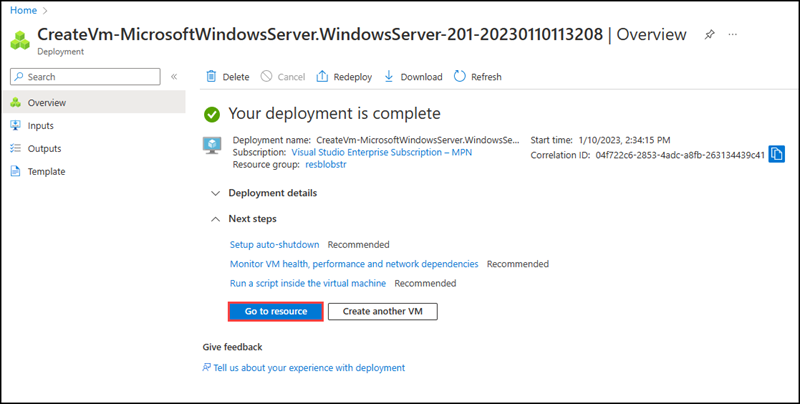 Home >
CreateVm-MicrosoftWindowsServer.WindowsServer-201-20230110113208 | Overview ...
Deployment
Search «
Delete Cancel Redeploy Download Refresh
Overview
Inputs
Outputs
Template
Your deployment is complete
Deployment name: CreateVm-MicrosoftWindowsServer.WindowsSe... Start time: 1/10/2023, 2:34:15 PM
Subscription: Visual Studio Enterprise Subscription – MPN Correlation ID: 04f722c6-2853-4adc-a8fb-263134439c41
Resource group: resblobstr
Deployment details
Next steps
Setup auto-shutdown Recommended
Monitor VM health, performance and network dependencies Recommended
Run a script inside the virtual machine Recommended
Go to resource Create another VM
Give feedback
Tell us about your experience with deployment